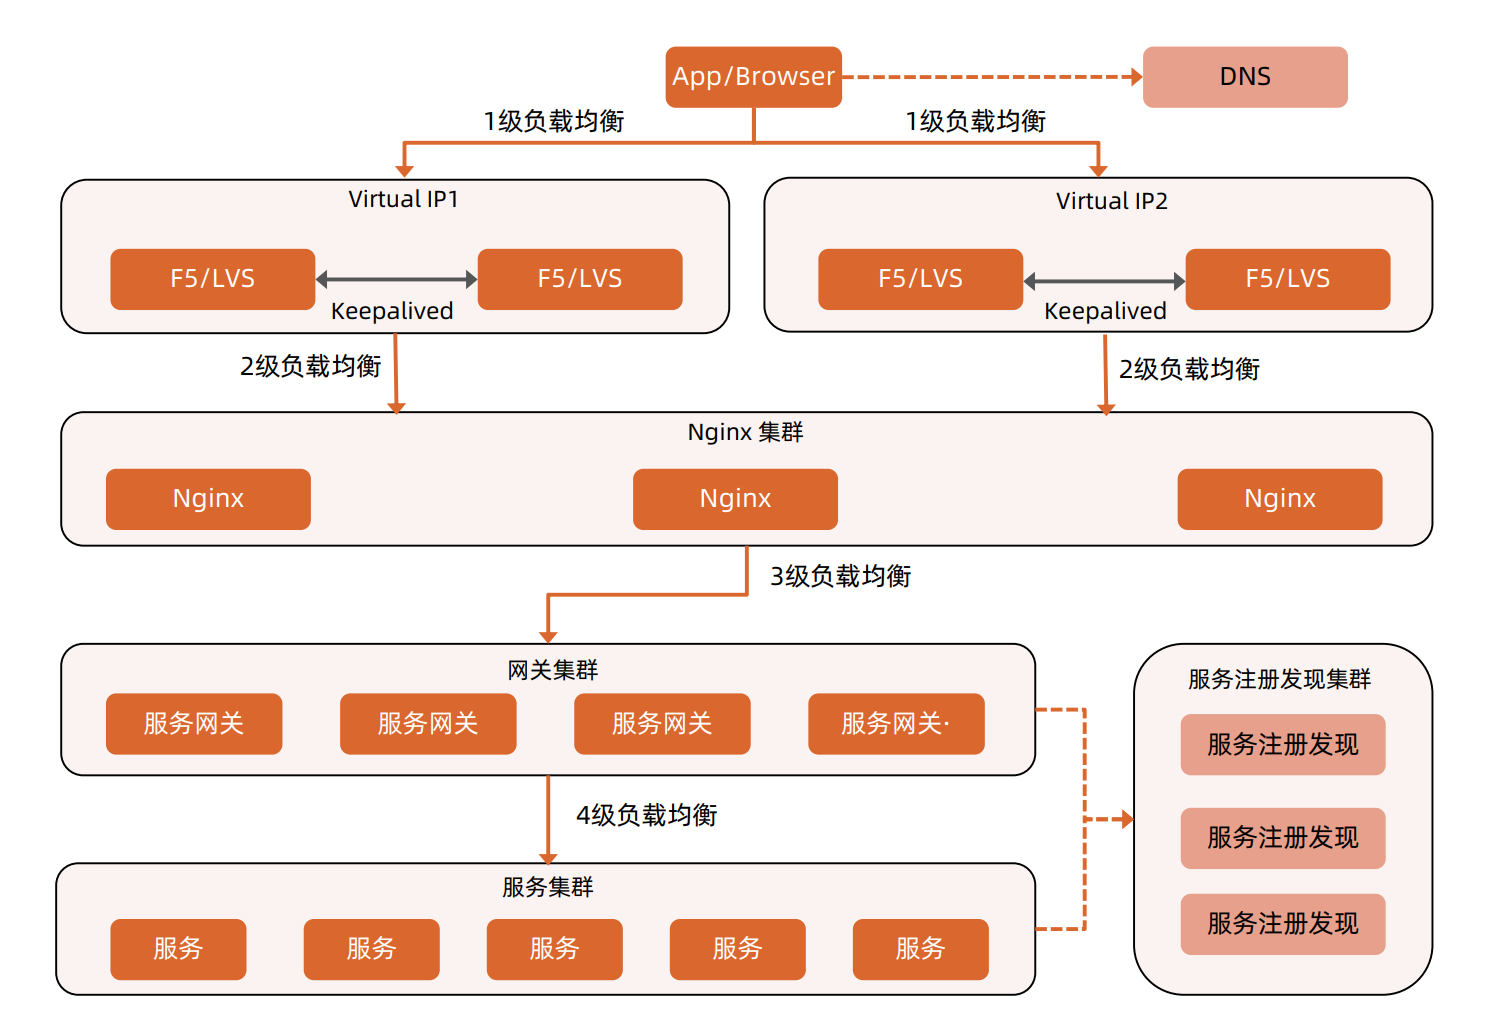 App/Browser
DNS
1级负载均衡
1级负载均衡
Virtual IP1
Virtual IP2
F5/LVS
F5/LVS
Keepalived
F5/LVS
F5/LVS
Keepalived
2级负载均衡
2级负载均衡
Nginx 集群
Nginx
Nginx
Nginx
3级负载均衡
网关集群
服务网关
服务网关
服务网关
服务网关·
服务注册发现集群
服务注册发现
服务注册发现
服务注册发现
4级负载均衡
服务集群
服务
服务
服务
服务
服务